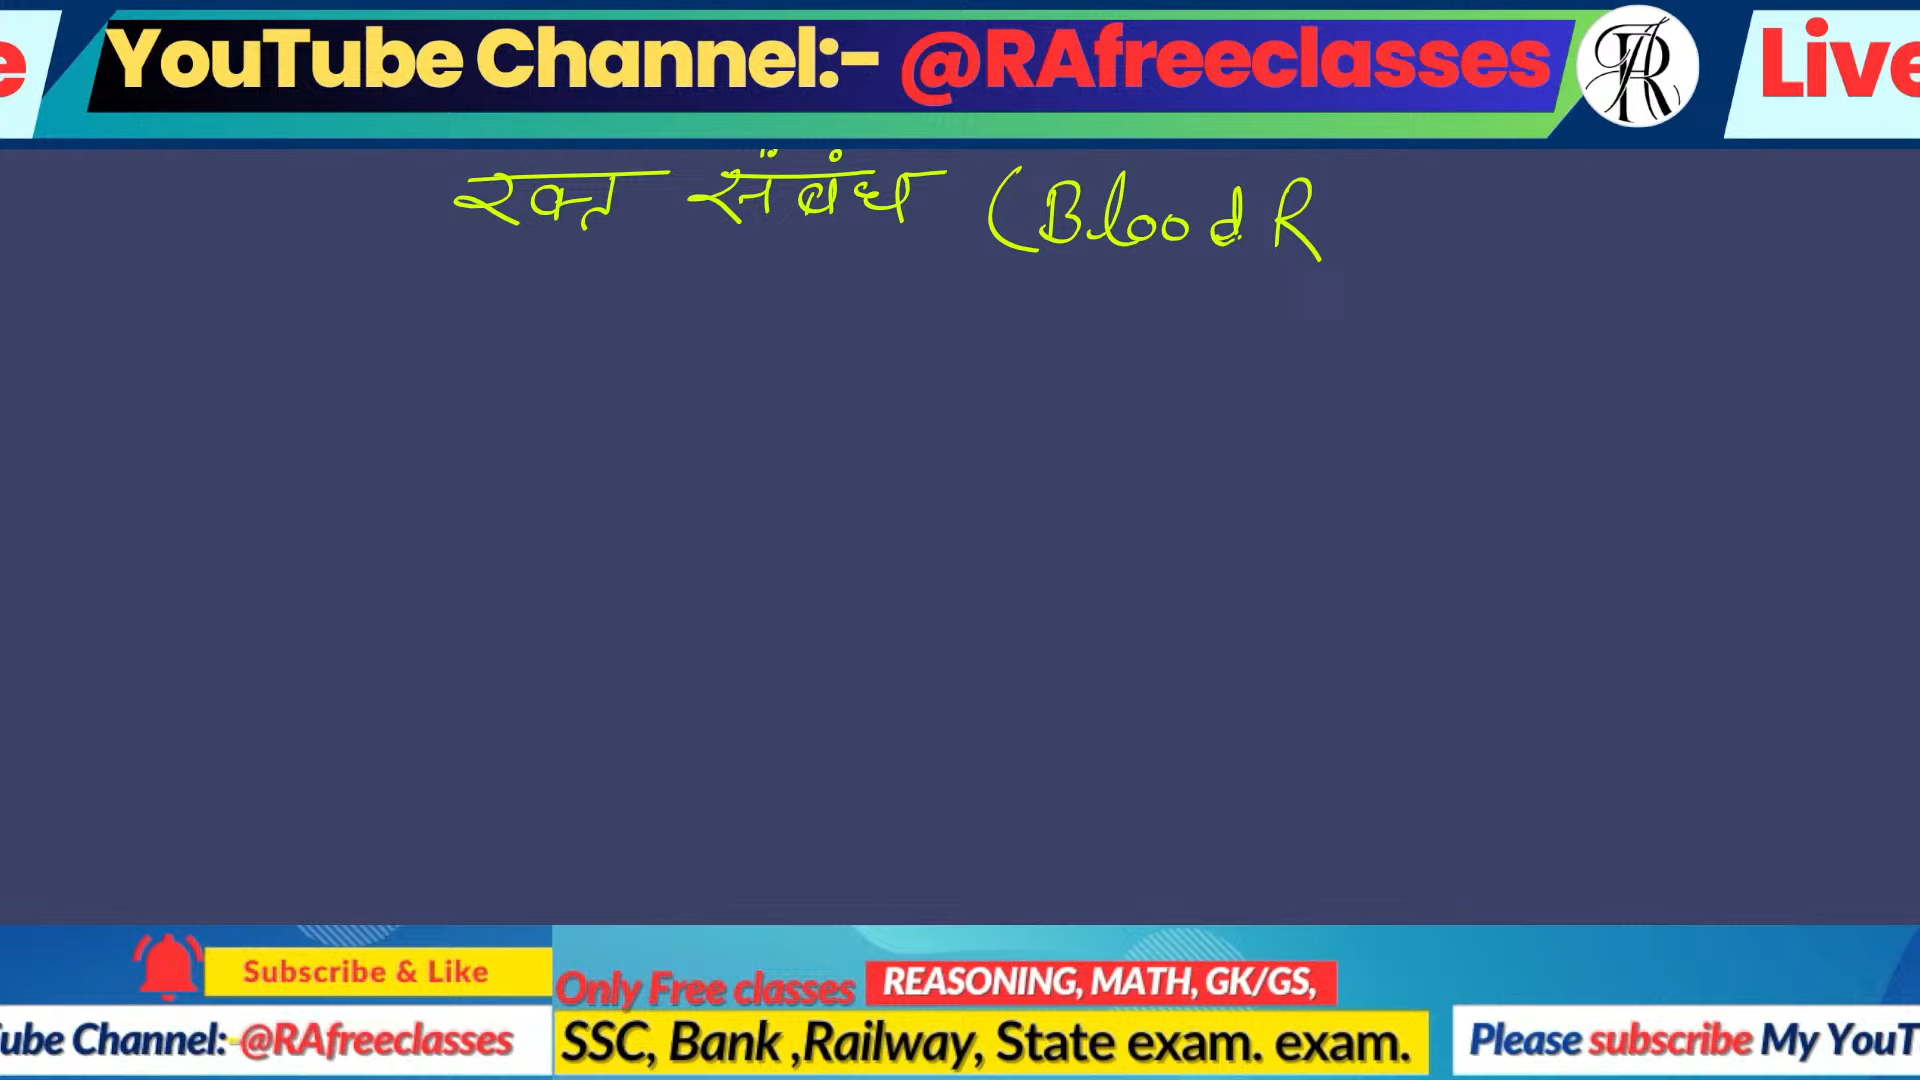 e
YouTube Channel:- @RAfreeclasses
Live
रक्त संबंध (Blood R
Subscribe & Like
Only Free classes
REASONING, MATH, GK/GS,
ube Channel:-@RAfreeclasses
SSC, Bank ,Railway, State exam. exam.
Please subscribe My YouT